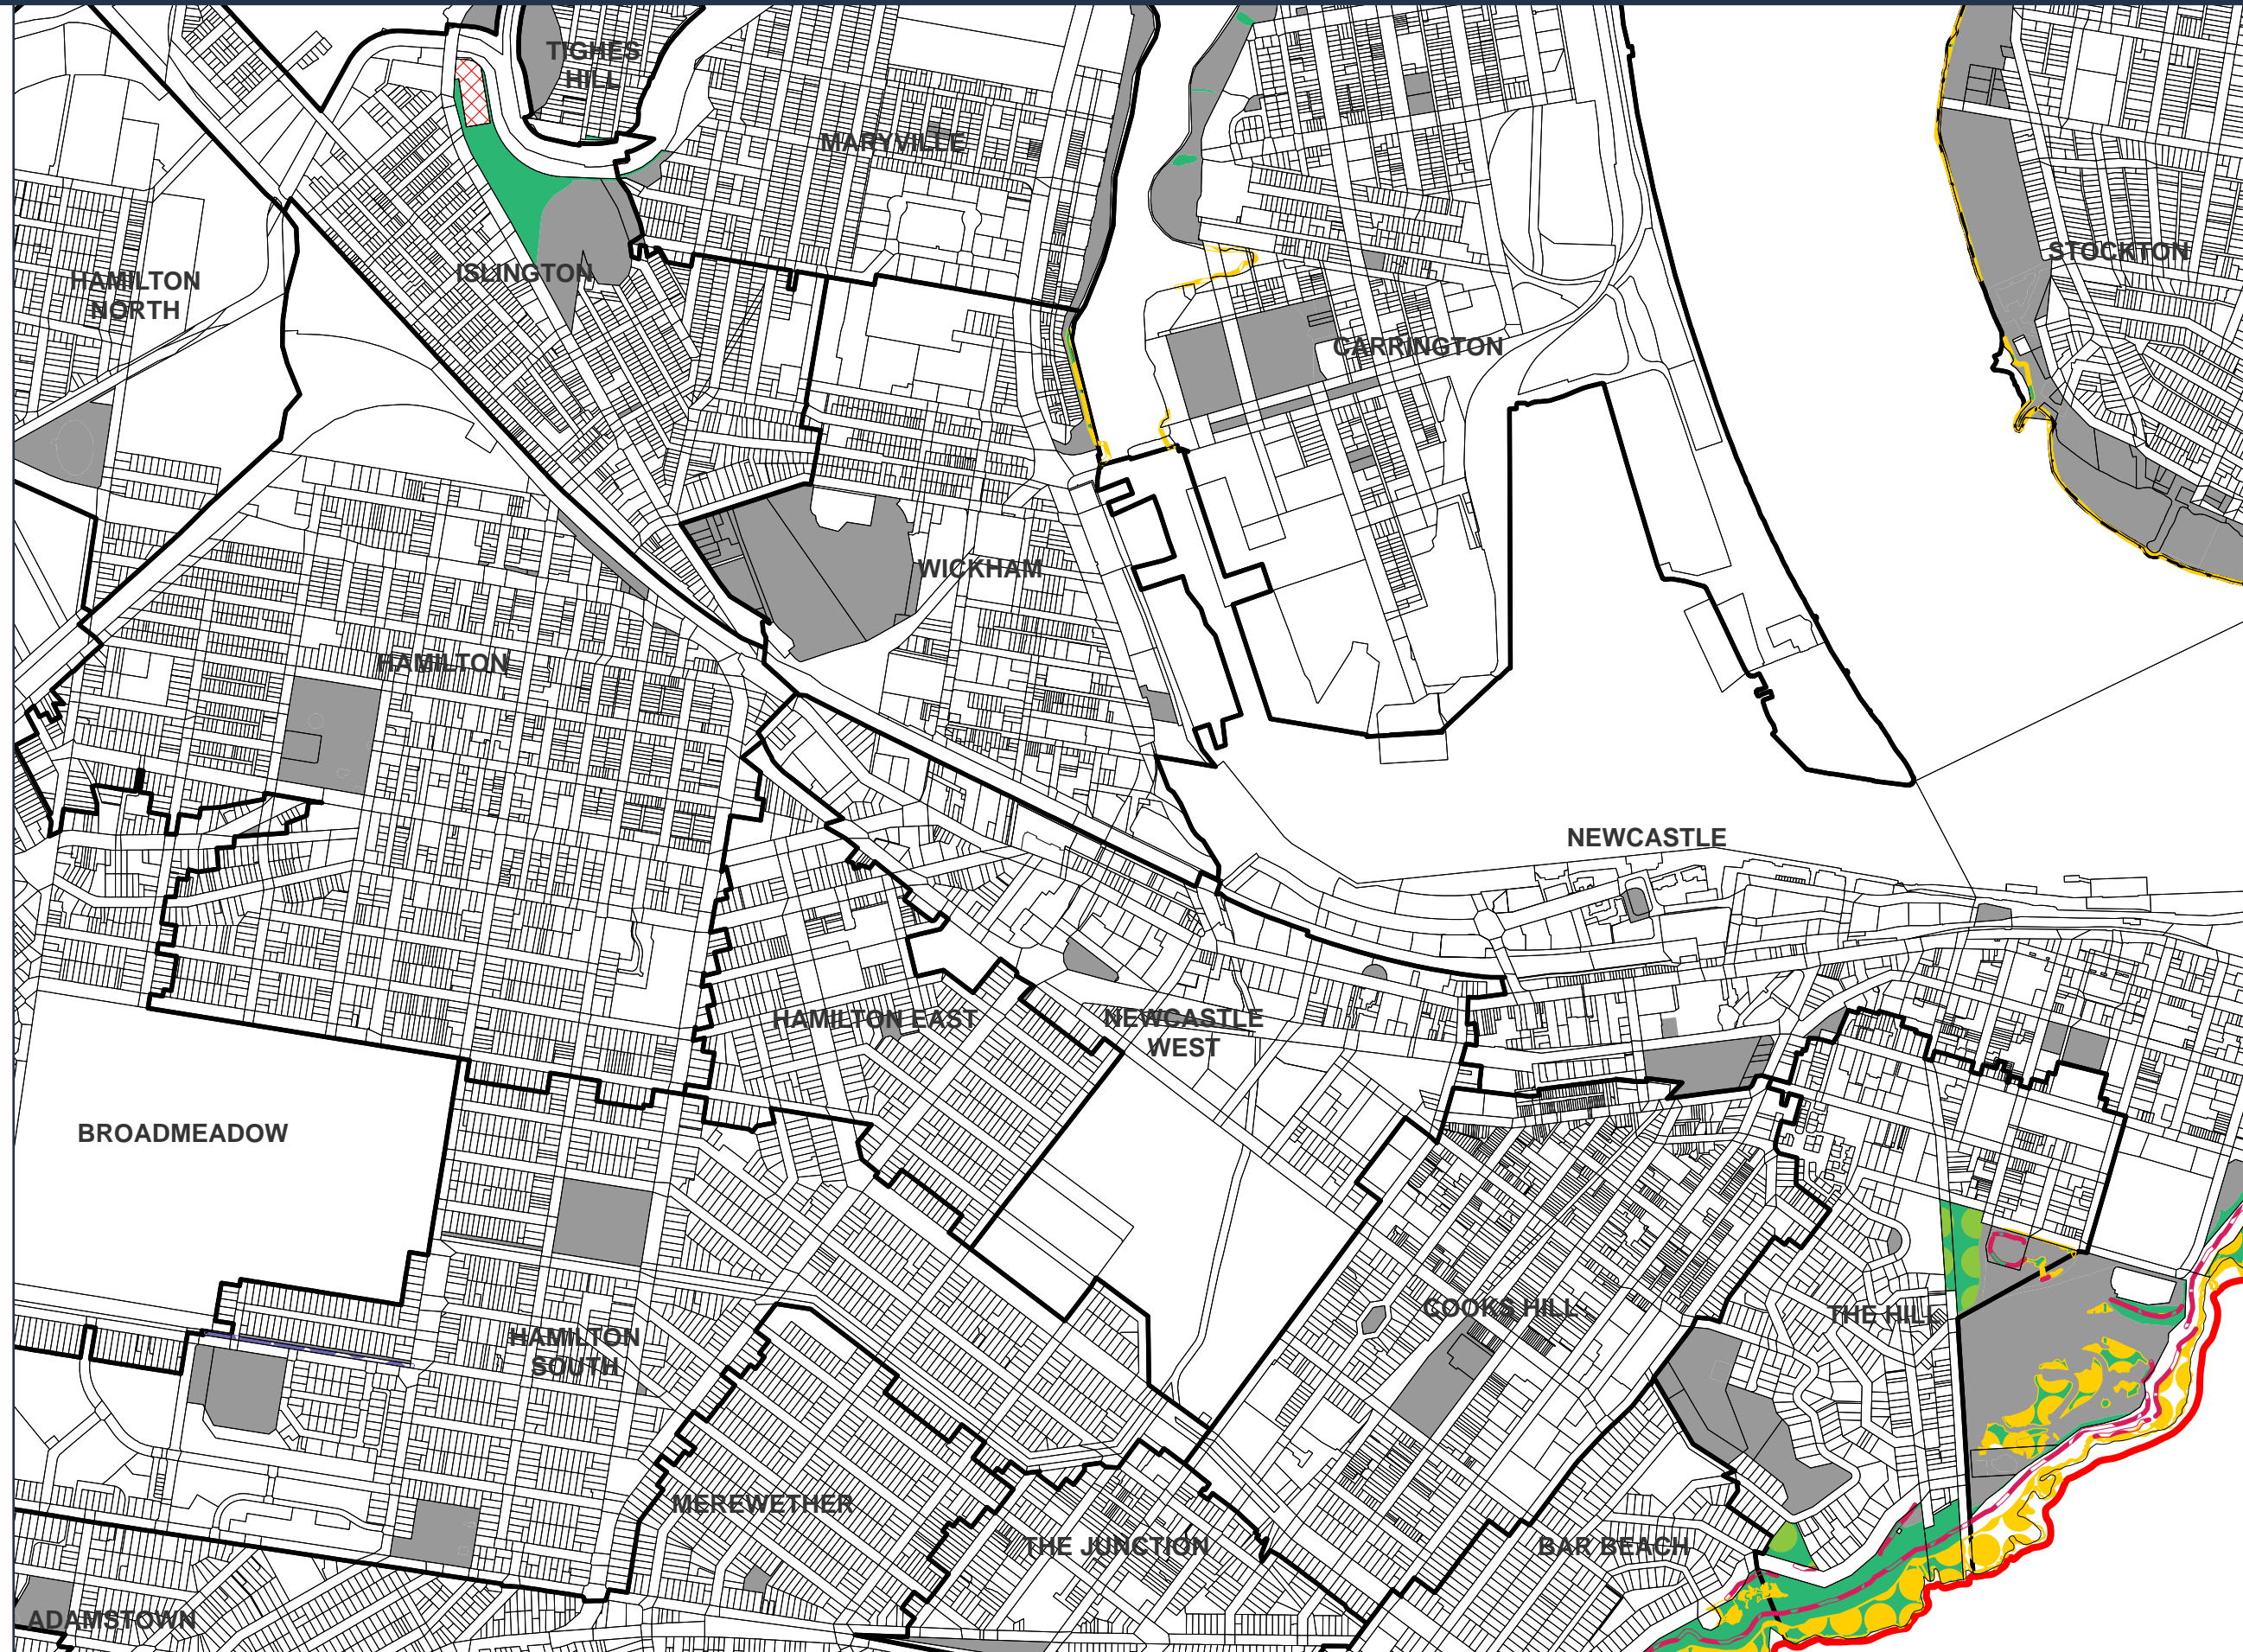 TIGHES
HILL
MARYVILLE
STOCKTON
HAMILTON
NORTH
ISLINGTON
CARRINGTON
WICKHAM
HAMILTON
NEWCASTLE
HAMILTON EAST
NEWCASTLE
WEST
BROADMEADOW
COOKS HILL
THE HILL
HAMILTON
SOUTH
MEREWETHER
THE JUNCTION
BAR BEACH
ADAMSTOWN